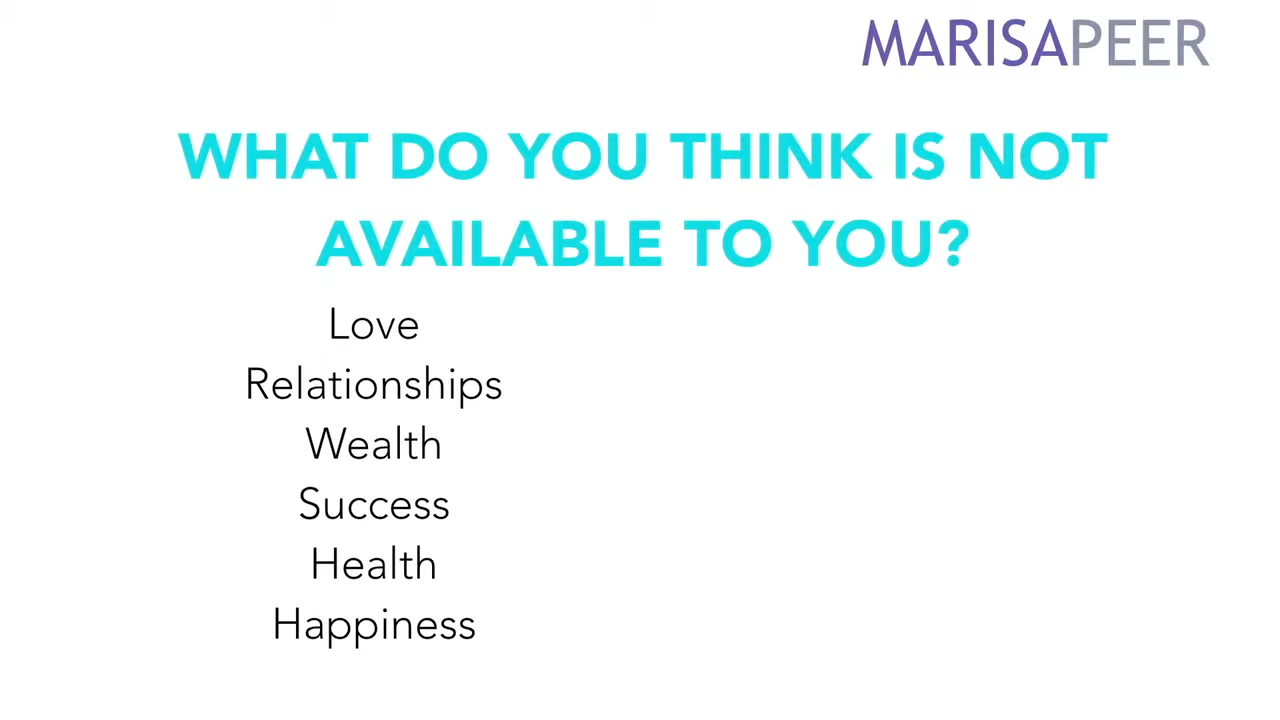 MARISAPEER
WHAT DO YOU THINK IS NOT
AVAILABLE TO YOU?
Love
Relationships
Wealth
Success
Health
Happiness